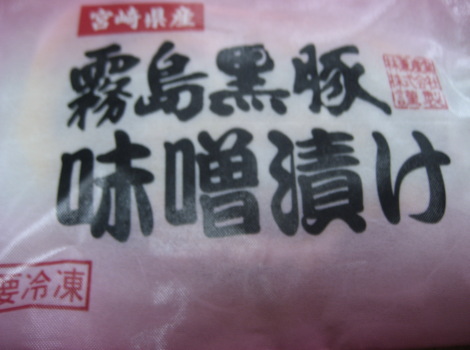 宮崎県産
霧島黒豚
味噌漬け
要冷凍